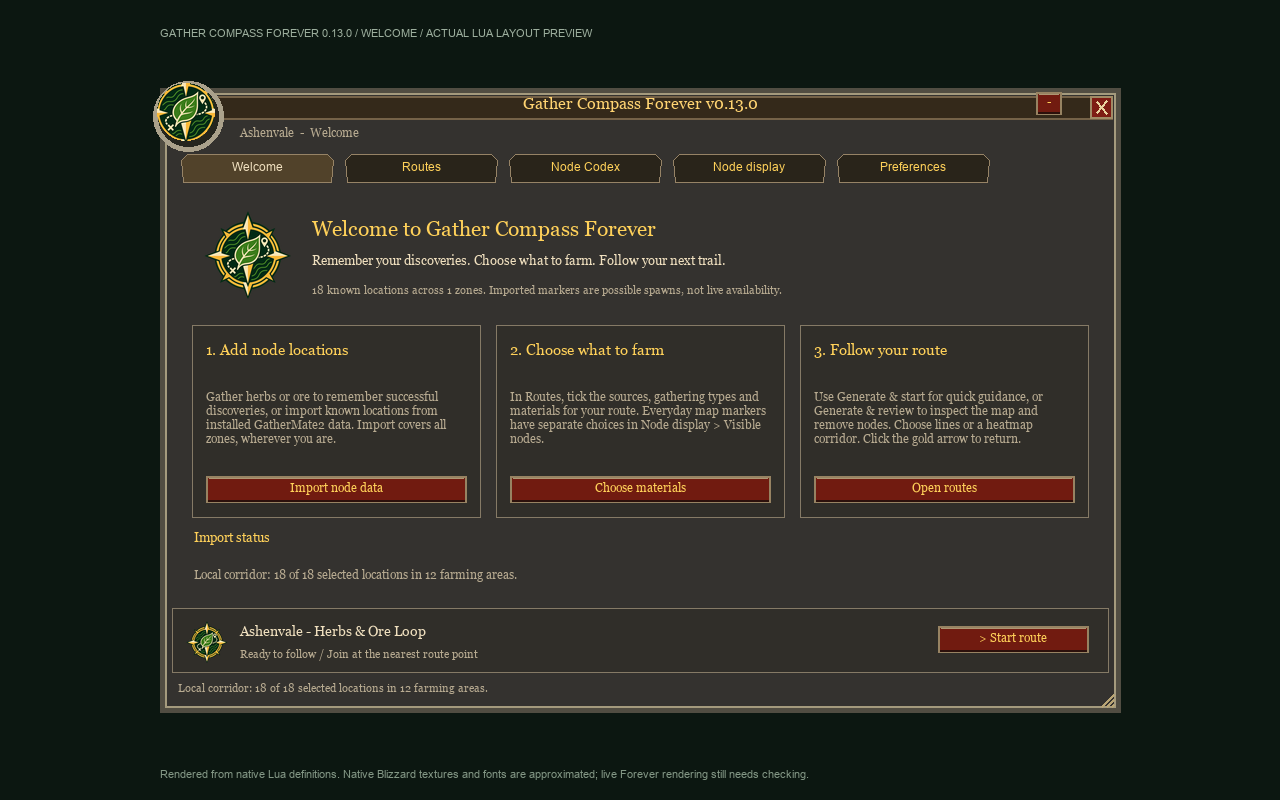 GATHER COMPASS FOREVER 0.13.0 / WELCOME / ACTUAL LUA LAYOUT PREVIEW
Gather Compass Forever v0.13.0
-
X
Ashenvale - Welcome
Welcome
Routes
Node Codex
Node display
Preferences
Welcome to Gather Compass Forever
Remember your discoveries. Choose what to farm. Follow your next trail.
18 known locations across 1 zones. Imported markers are possible spawns, not live availability.
1. Add node locations
Gather herbs or ore to remember successful
discoveries, or import known locations from
installed GatherMate2 data. Import covers all
zones, wherever you are.
Import node data
2. Choose what to farm
In Routes, tick the sources, gathering types and
materials for your route. Everyday map markers
have separate choices in Node display > Visible
nodes.
Choose materials
3. Follow your route
Use Generate & start for quick guidance, or
Generate & review to inspect the map and
remove nodes. Choose lines or a heatmap
corridor. Click the gold arrow to return.
Open routes
Import status
Local corridor: 18 of 18 selected locations in 12 farming areas.
Ashenvale - Herbs & Ore Loop
Ready to follow / Join at the nearest route point
> Start route
Local corridor: 18 of 18 selected locations in 12 farming areas.
Rendered from native Lua definitions. Native Blizzard textures and fonts are approximated; live Forever rendering still needs checking.